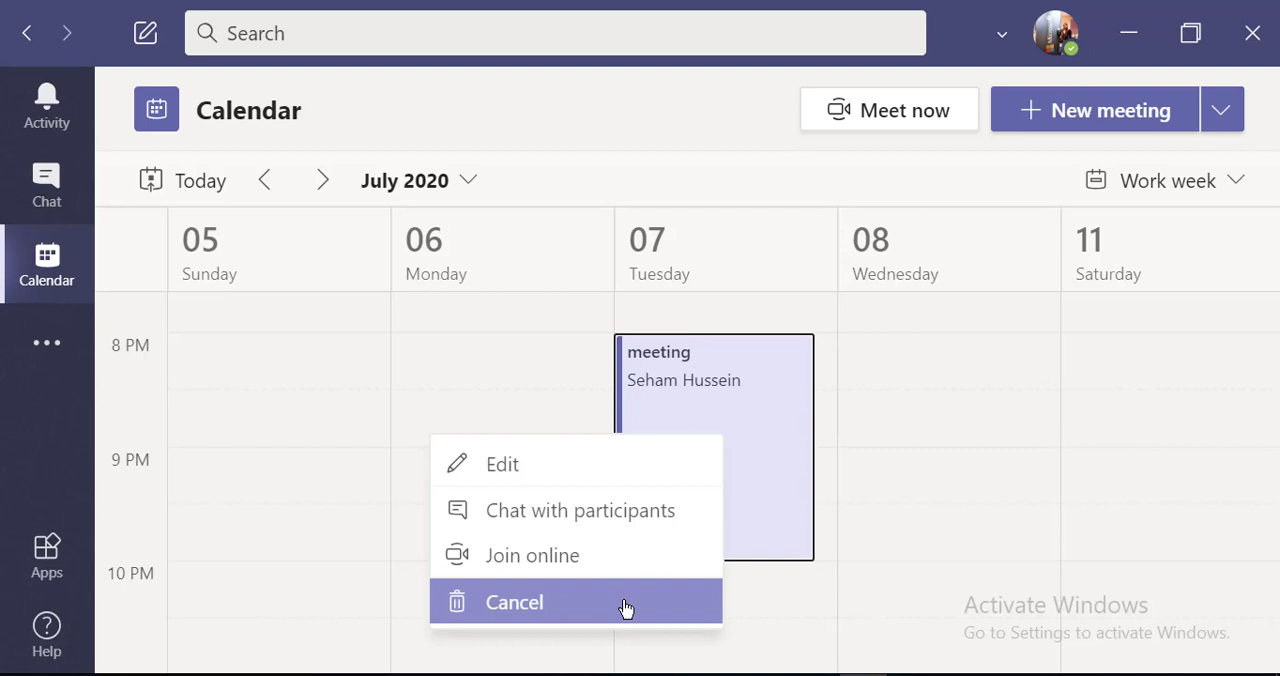 Search
Activity
Chat
Calendar
Apps
Help
Calendar
Meet now
New meeting
Today
July 2020
Work week
05
Sunday
06
Monday
07
Tuesday
08
Wednesday
11
Saturday
8 PM
9 PM
10 PM
meeting
Seham Hussein
Edit
Chat with participants
Join online
Cancel
Activate Windows
Go to Settings to activate Windows.